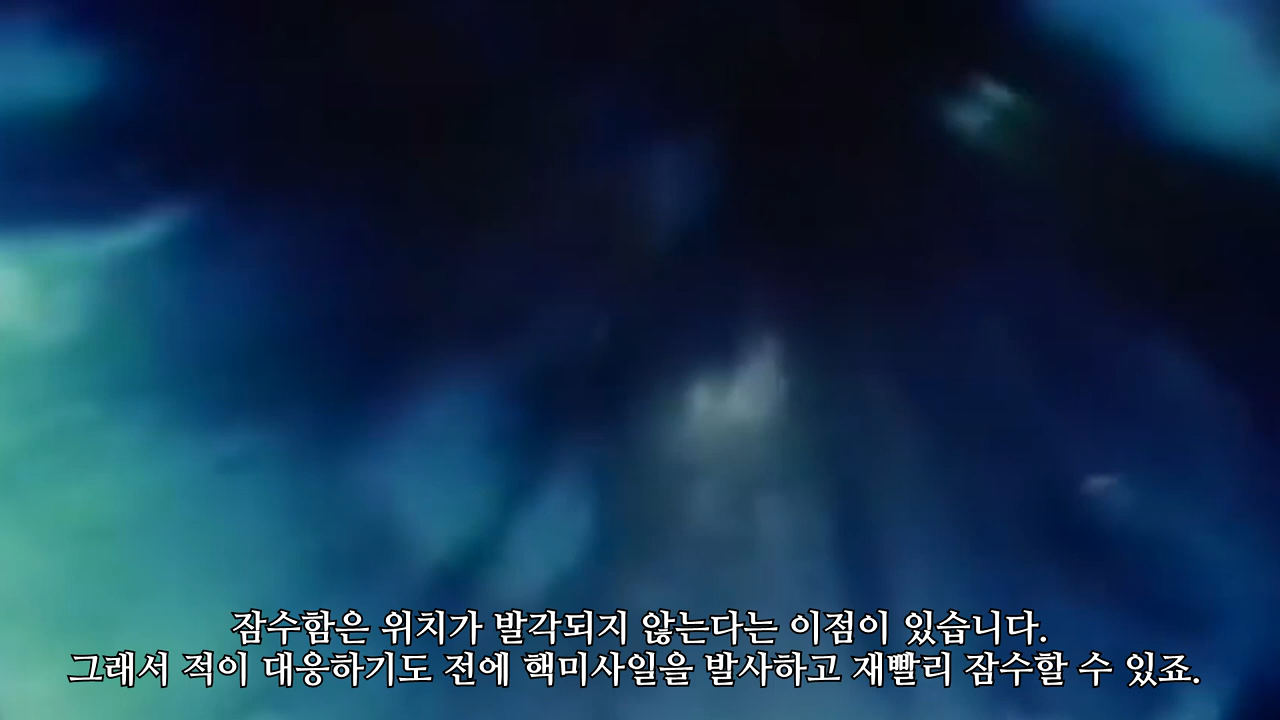 잠수함은 위치가 발각되지 않는다는 이점이 있습니다.
그래서 적이 대응하기도 전에 핵미사일을 발사하고 재빨리 잠수할 수 있죠.